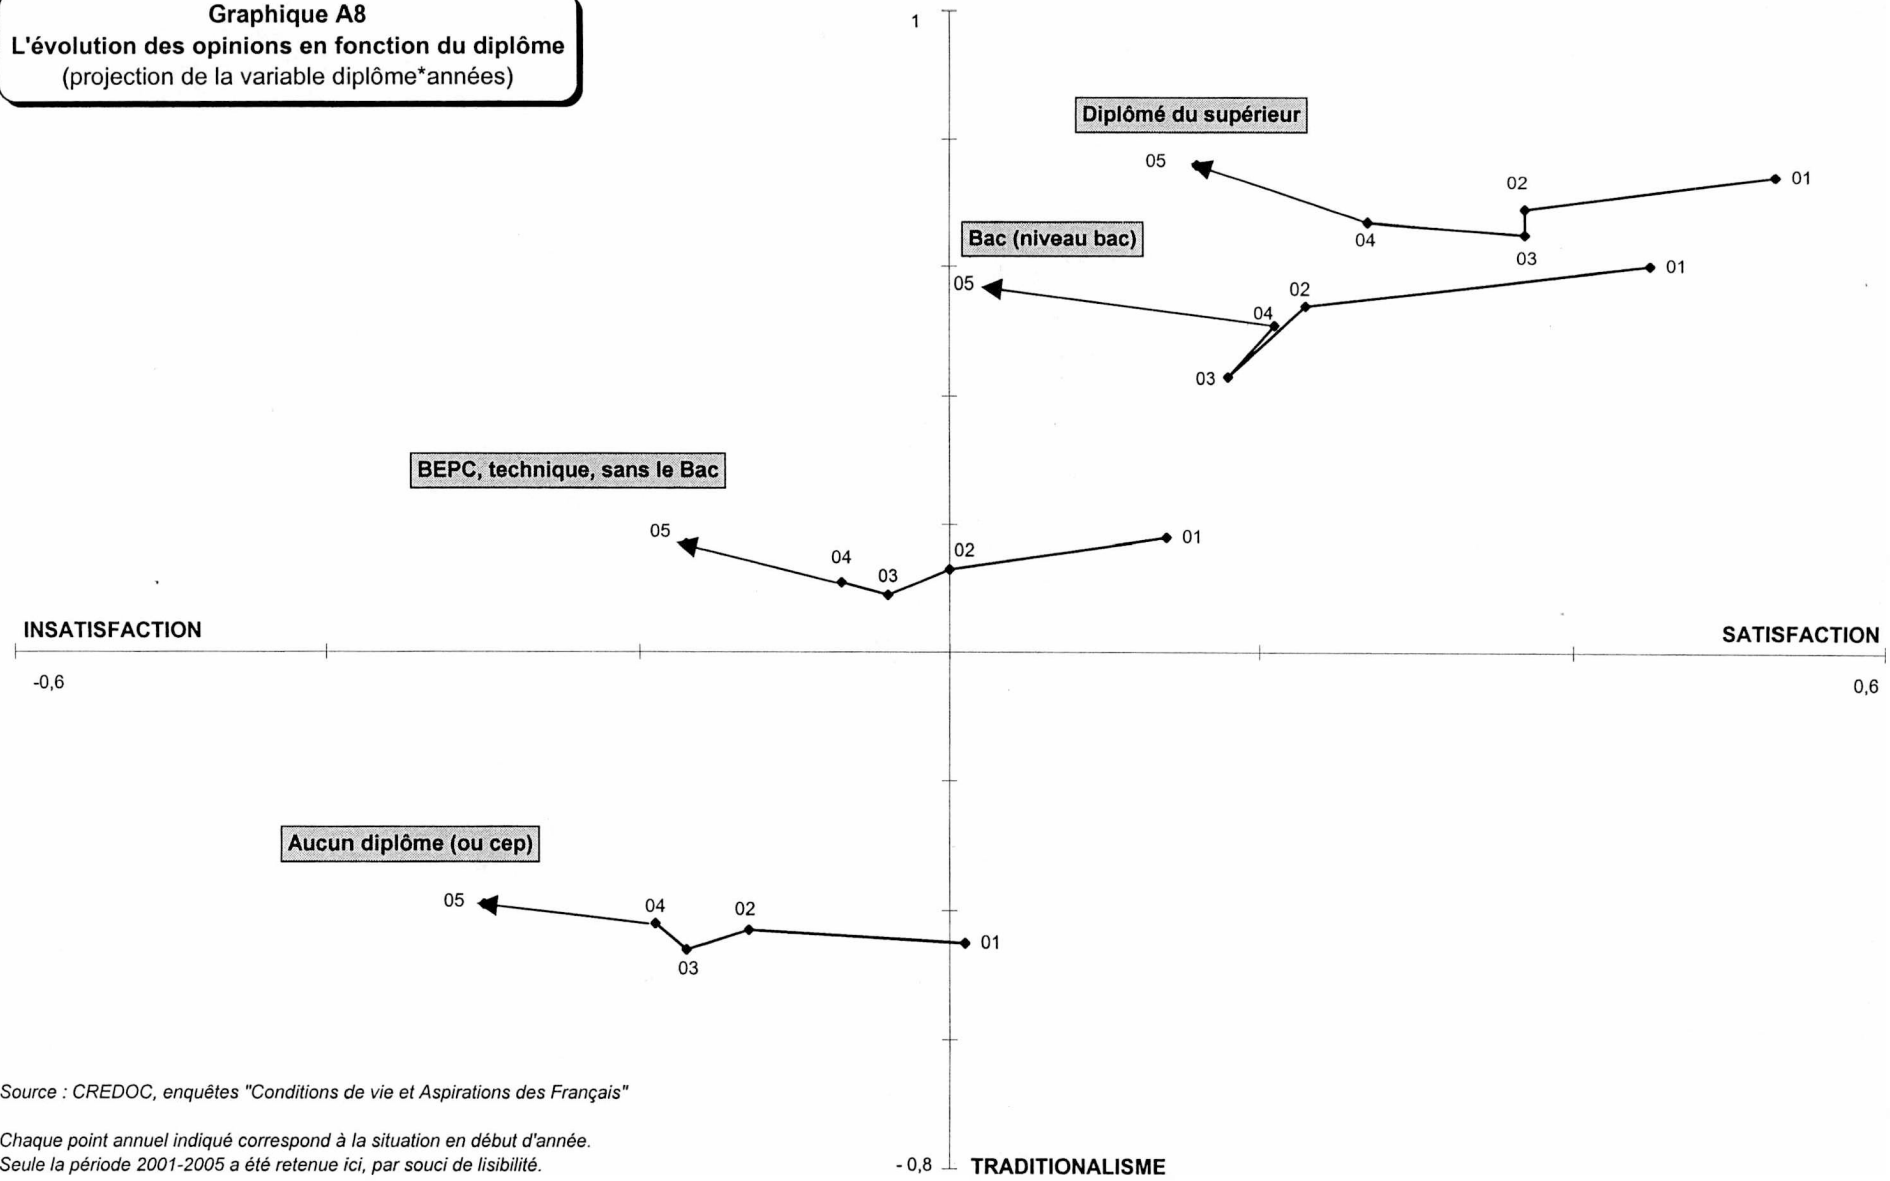 Graphique A8
L'évolution des opinions en fonction du diplôme
(projection de la variable diplôme*années)
1
Diplômé du supérieur
05
04
02
03
01
Bac (niveau bac)
05
04
02
03
01
BEPC, technique, sans le Bac
05
04
03
02
01
INSATISFACTION
SATISFACTION
-0,6
0,6
Aucun diplôme (ou cep)
05
04
03
02
01
Source : CREDOC, enquêtes "Conditions de vie et Aspirations des Français"
Chaque point annuel indiqué correspond à la situation en début d'année.
Seule la période 2001-2005 a été retenue ici, par souci de lisibilité.
- 0,8
TRADITIONALISME